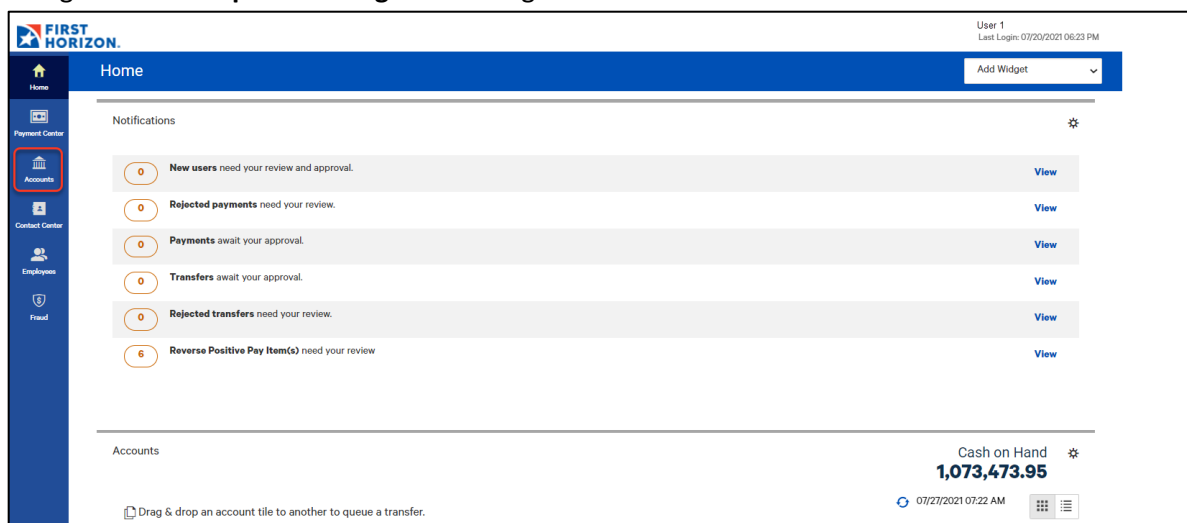 FIRST
HORIZON.
User 1
Last Login: 07/20/2021 06:23 PM
Home
Home
Add Widget
Payment Center
Accounts
Contact Center
Employees
Fraud
Notifications
0 New users need your review and approval. View
0 Rejected payments need your review. View
0 Payments await your approval. View
0 Transfers await your approval. View
0 Rejected transfers need your review. View
6 Reverse Positive Pay Item(s) need your review View
Accounts
Cash on Hand
1,073,473.95
07/27/2021 07:22 AM
Drag & drop an account tile to another to queue a transfer.